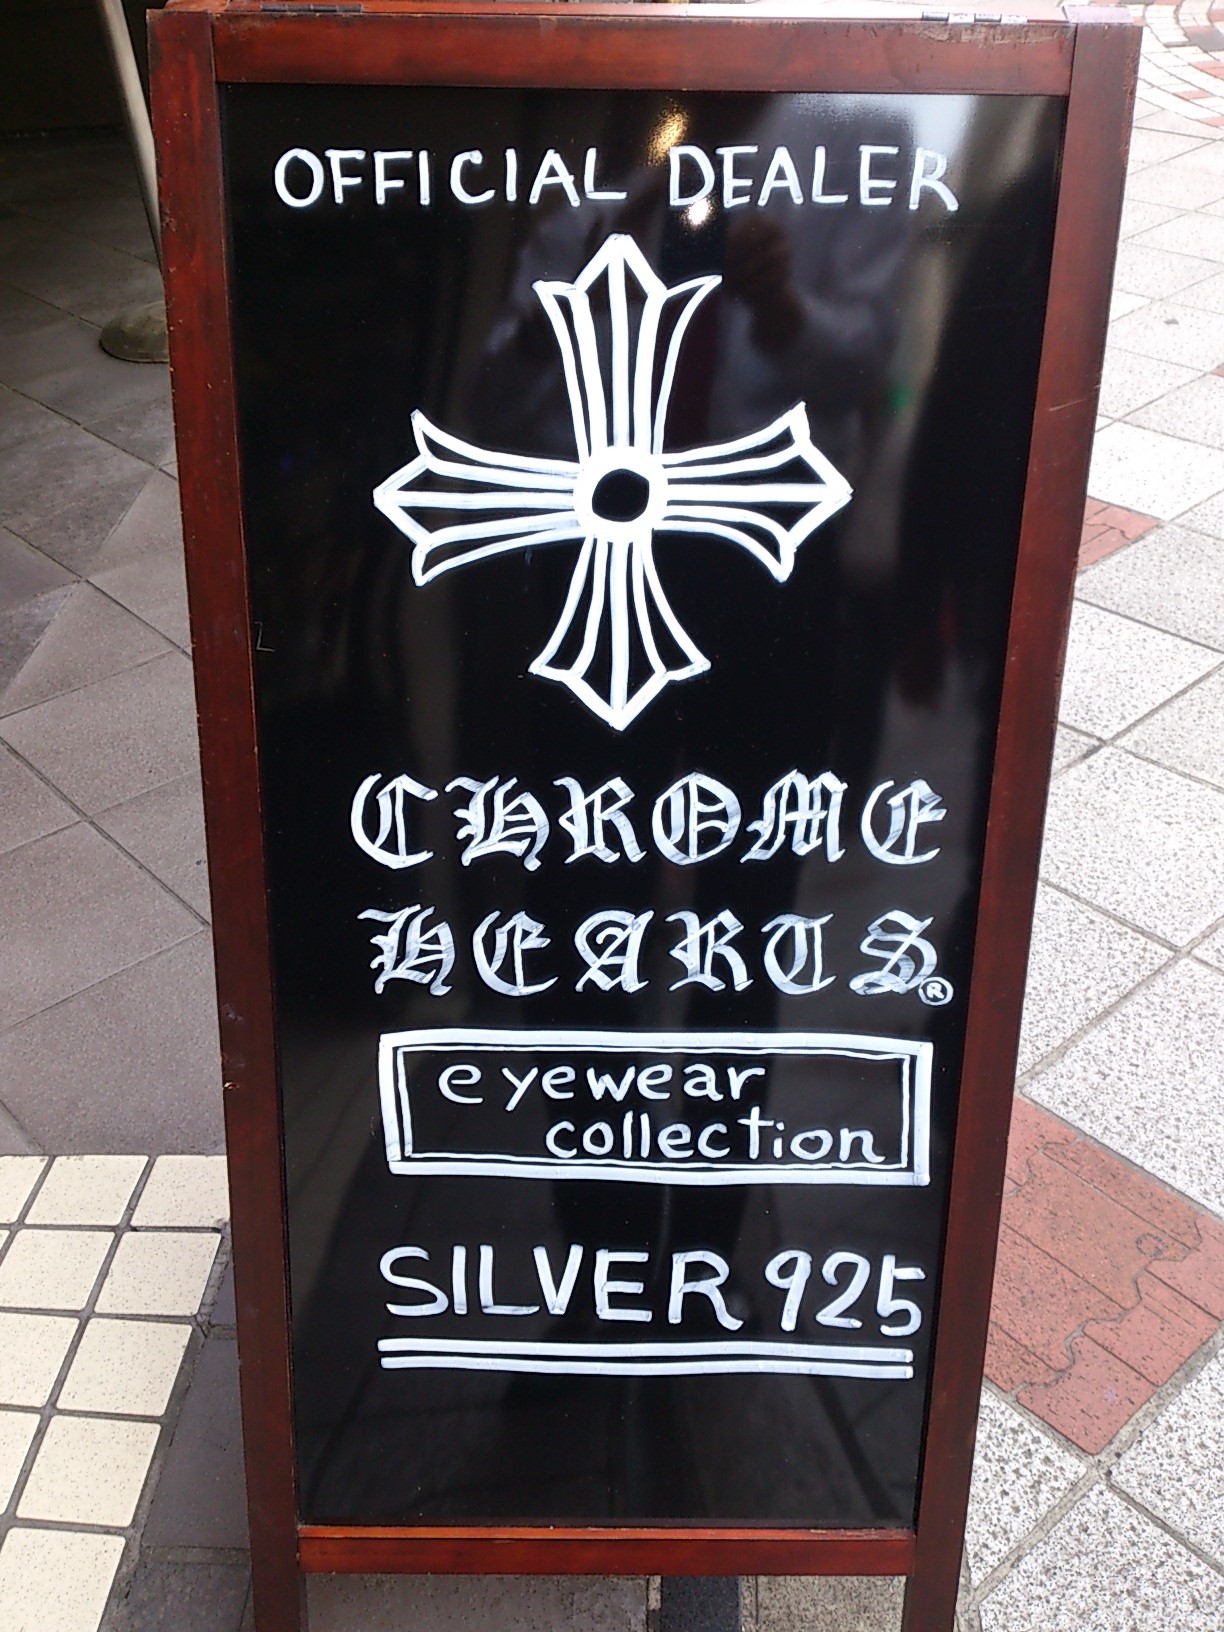 OFFICIAL DEALER
CHROME
HEARTS®
eyewear
collection
SILVER 925